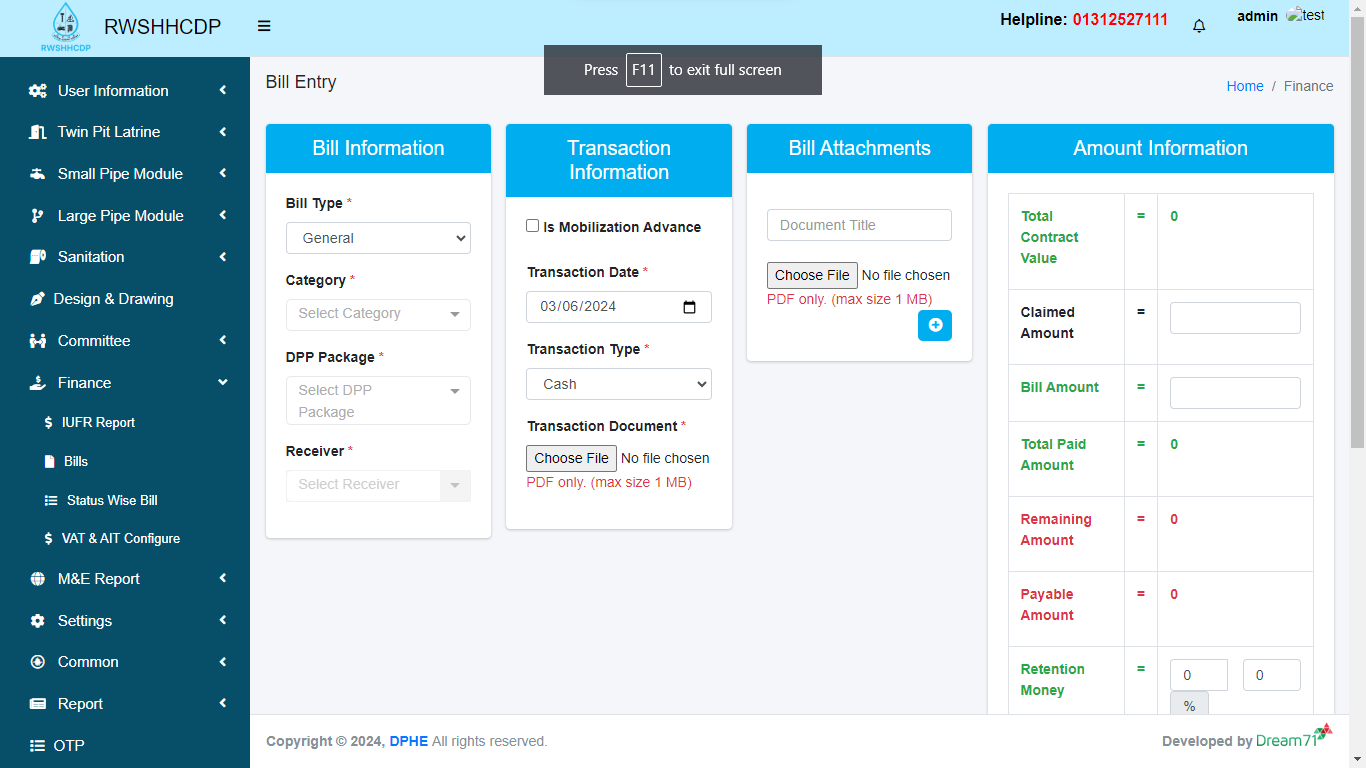 RWSHHCDP
RWSHHCDP
Helpline: 01312527111
admin
test
Press F11 to exit full screen
User Information
Twin Pit Latrine
Small Pipe Module
Large Pipe Module
Sanitation
Design & Drawing
Committee
Finance
IUFR Report
Bills
Status Wise Bill
VAT & AIT Configure
M&E Report
Settings
Common
Report
OTP
Bill Entry
Home / Finance
Bill Information
Bill Type *
General
Category *
Select Category
DPP Package *
Select DPP
Package
Receiver *
Select Receiver
Transaction
Information
Is Mobilization Advance
Transaction Date *
03/06/2024
Transaction Type *
Cash
Transaction Document *
Choose File No file chosen
PDF only. (max size 1 MB)
Bill Attachments
Document Title
Choose File No file chosen
PDF only. (max size 1 MB)
Amount Information
Total = 0
Contract
Value
Claimed =
Amount
Bill Amount =
Total Paid = 0
Amount
Remaining = 0
Amount
Payable = 0
Amount
Retention = 0 0
Money
%
Copyright © 2024, DPHE All rights reserved.
Developed by Dream71